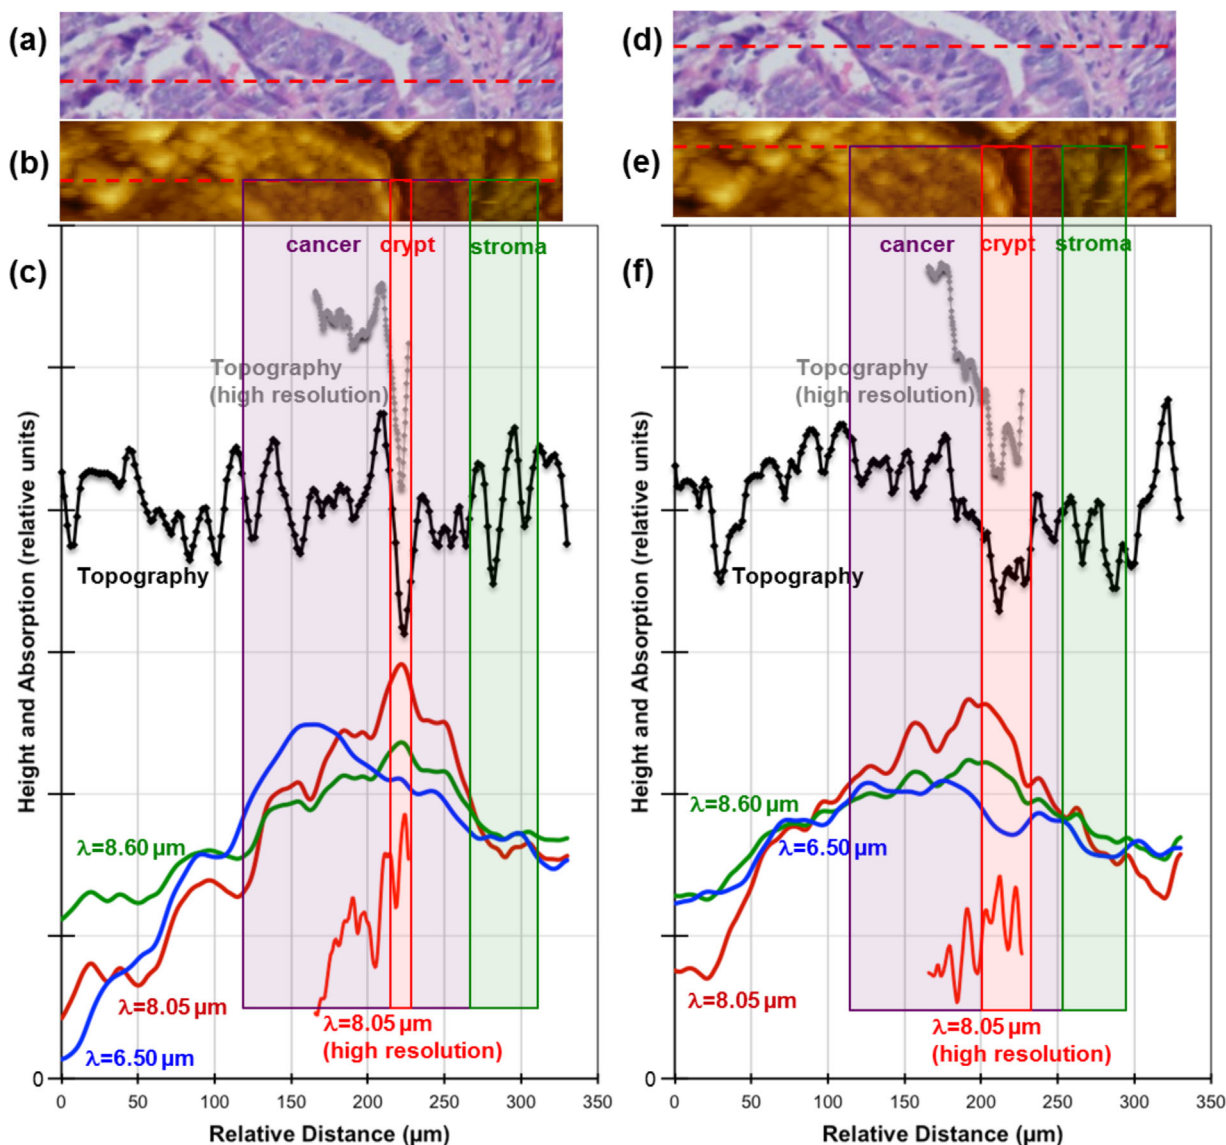 (a)
(b)
(c)
cancer
crypt
stroma
Topography
(high resolution)
Topography
λ=8.60 µm
λ=8.05 µm
λ=6.50 µm
λ=8.05 µm
(high resolution)
Height and Absorption (relative units)
0
0 50 100 150 200 250 300 350
Relative Distance (µm)
(d)
(e)
(f)
cancer
crypt
stroma
Topography
(high resolution)
Topography
λ=8.60 µm
λ=6.50 µm
λ=8.05 µm
λ=8.05 µm
(high resolution)
Height and Absorption (relative units)
0
0 50 100 150 200 250 300 350
Relative Distance (µm)